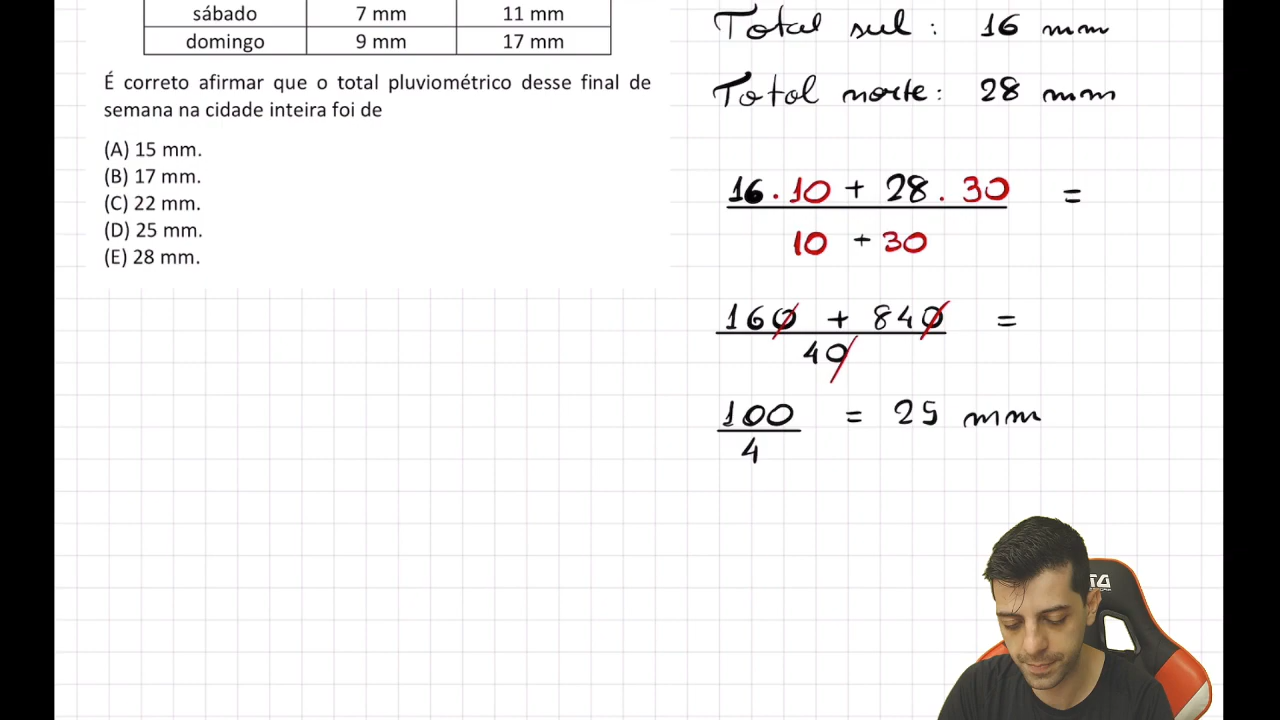 sábado 7 mm 11 mm
domingo 9 mm 17 mm
É correto afirmar que o total pluviométrico desse final de
semana na cidade inteira foi de
(A) 15 mm.
(B) 17 mm.
(C) 22 mm.
(D) 25 mm.
(E) 28 mm.
Total sul: 16 mm
Total norte: 28 mm
16 . 10 + 28 . 30 =
10 + 30
160 + 840 =
40
100 = 25 mm
4